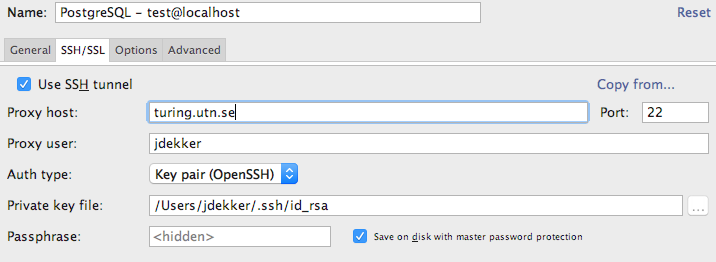 Name: PostgreSQL – test@localhost Reset
General SSH/SSL Options Advanced
Use SSH tunnel Copy from...
Proxy host: turing.utn.se Port: 22
Proxy user: jdekker
Auth type: Key pair (OpenSSH)
Private key file: /Users/jdekker/.ssh/id_rsa ...
Passphrase: <hidden> Save on disk with master password protection